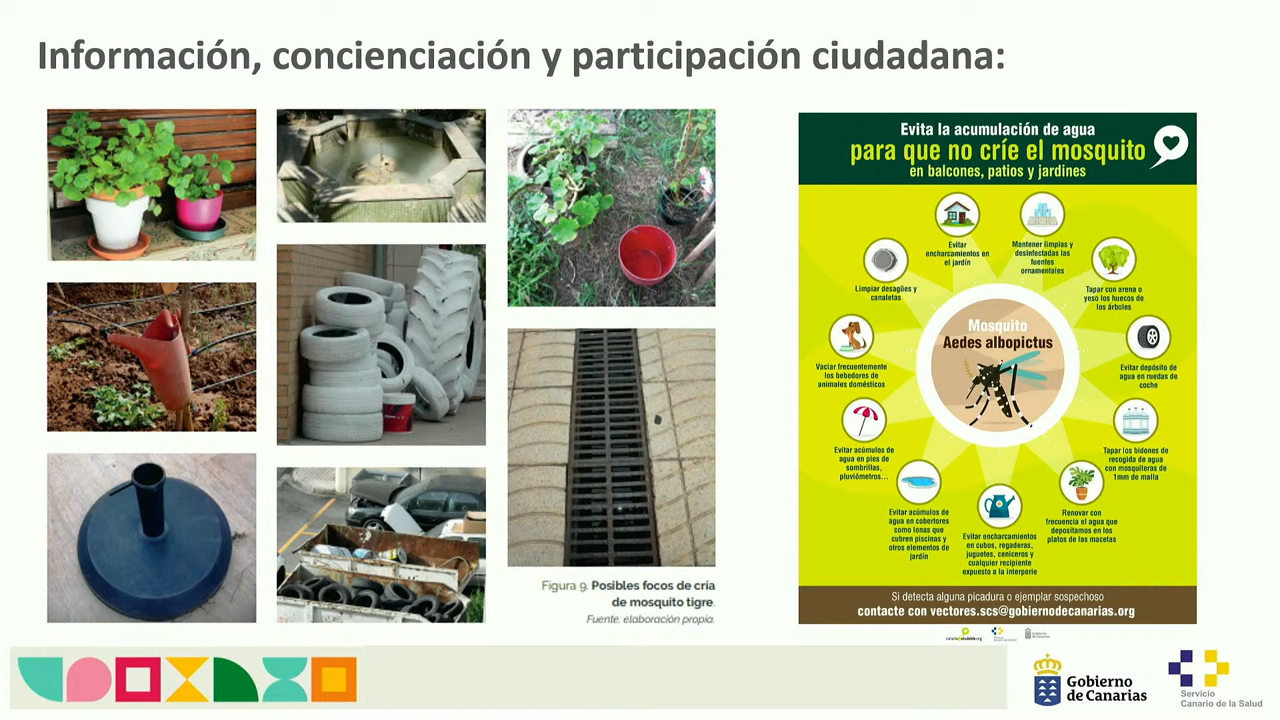 Información, concienciación y participación ciudadana:
Figura 9. Posibles focos de cría
de mosquito tigre.
Fuente: elaboración propia.
Evita la acumulación de agua
para que no críe el mosquito
en balcones, patios y jardines
Evitar
encharcamientos en
el jardín
Mantener limpias y
desinfectadas las
fuentes
ornamentales
Limpiar desagües y
canaletas
Tapar con arena o
yeso los huecos de
los árboles
Mosquito
Aedes albopictus
Vaciar frecuentemente
los bebederos de
animales domésticos
Evitar depósito de
agua en ruedas de
coche
Evitar acúmulos de
agua en pies de
sombrillas,
pluviómetros...
Tapar los bidones de
recogida de agua
con mosquiteras de
1mm de malla
Evitar acúmulos de
agua en cobertores
como lonas que
cubren piscinas y
otros elementos de
jardín
Evitar encharcamientos
en cubos, regaderas,
juguetes, ceniceros y
cualquier recipiente
expuesto a la interperie
Renovar con
frecuencia el agua que
depositamos en los
platos de las macetas
Si detecta alguna picadura o ejemplar sospechoso
contacte con vectores.scs@gobiernodecanarias.org
Gobierno
de Canarias
Servicio
Canario de la Salud